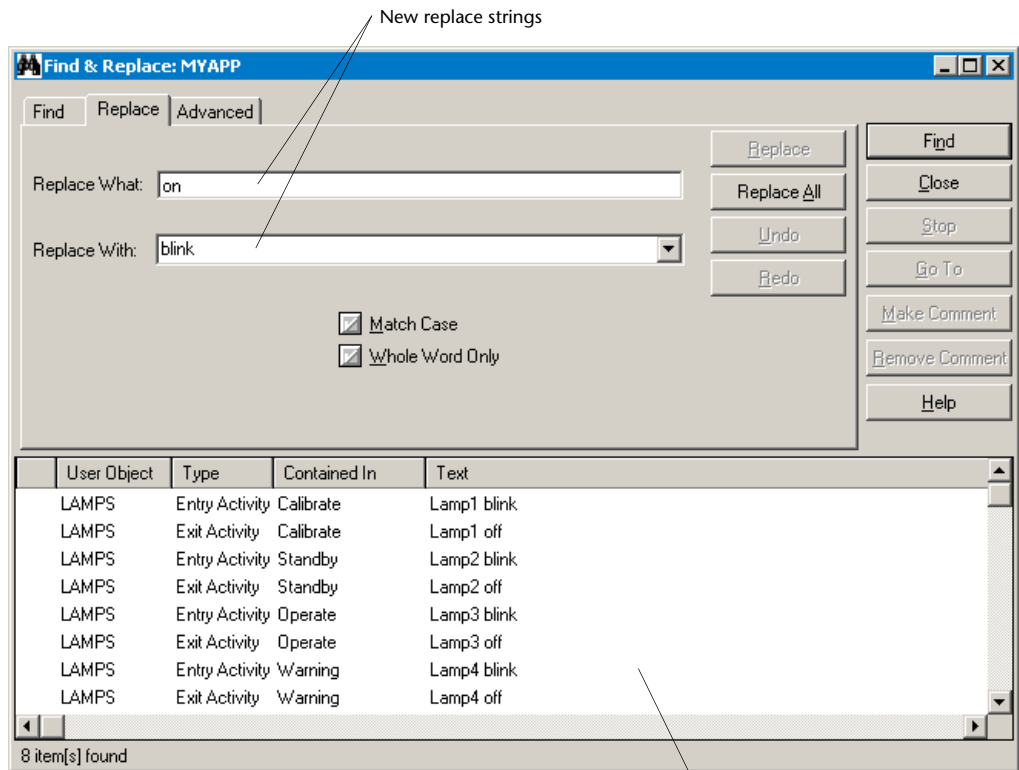 New replace strings
Find & Replace: MYAPP
Find Replace Advanced
Replace What: on
Replace With: blink
Match Case
Whole Word Only
Replace
Replace All
Undo
Redo
Find
Close
Stop
Go To
Make Comment
Remove Comment
Help
User Object Type Contained In Text
LAMPS Entry Activity Calibrate Lamp1 blink
LAMPS Exit Activity Calibrate Lamp1 off
LAMPS Entry Activity Standby Lamp2 blink
LAMPS Exit Activity Standby Lamp2 off
LAMPS Entry Activity Operate Lamp3 blink
LAMPS Exit Activity Operate Lamp3 off
LAMPS Entry Activity Warning Lamp4 blink
LAMPS Exit Activity Warning Lamp4 off
8 item[s] found